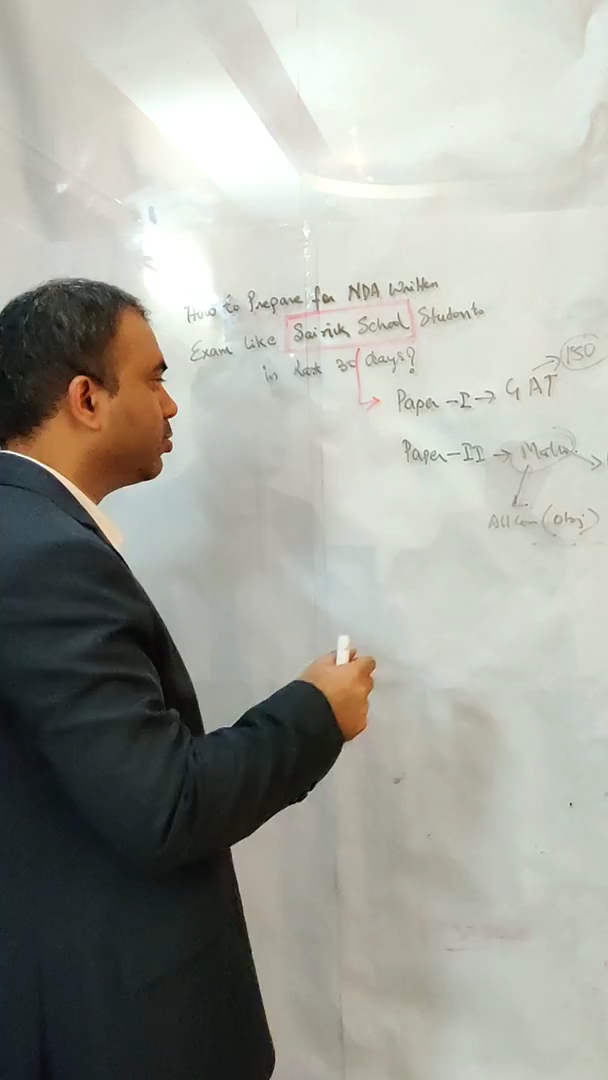 How to Prepare for NDA Written
Exam like Sainik School Students
in last 30 days?
Paper-I → GAT → 150
Paper-II → Maths →
All Can (Obj)